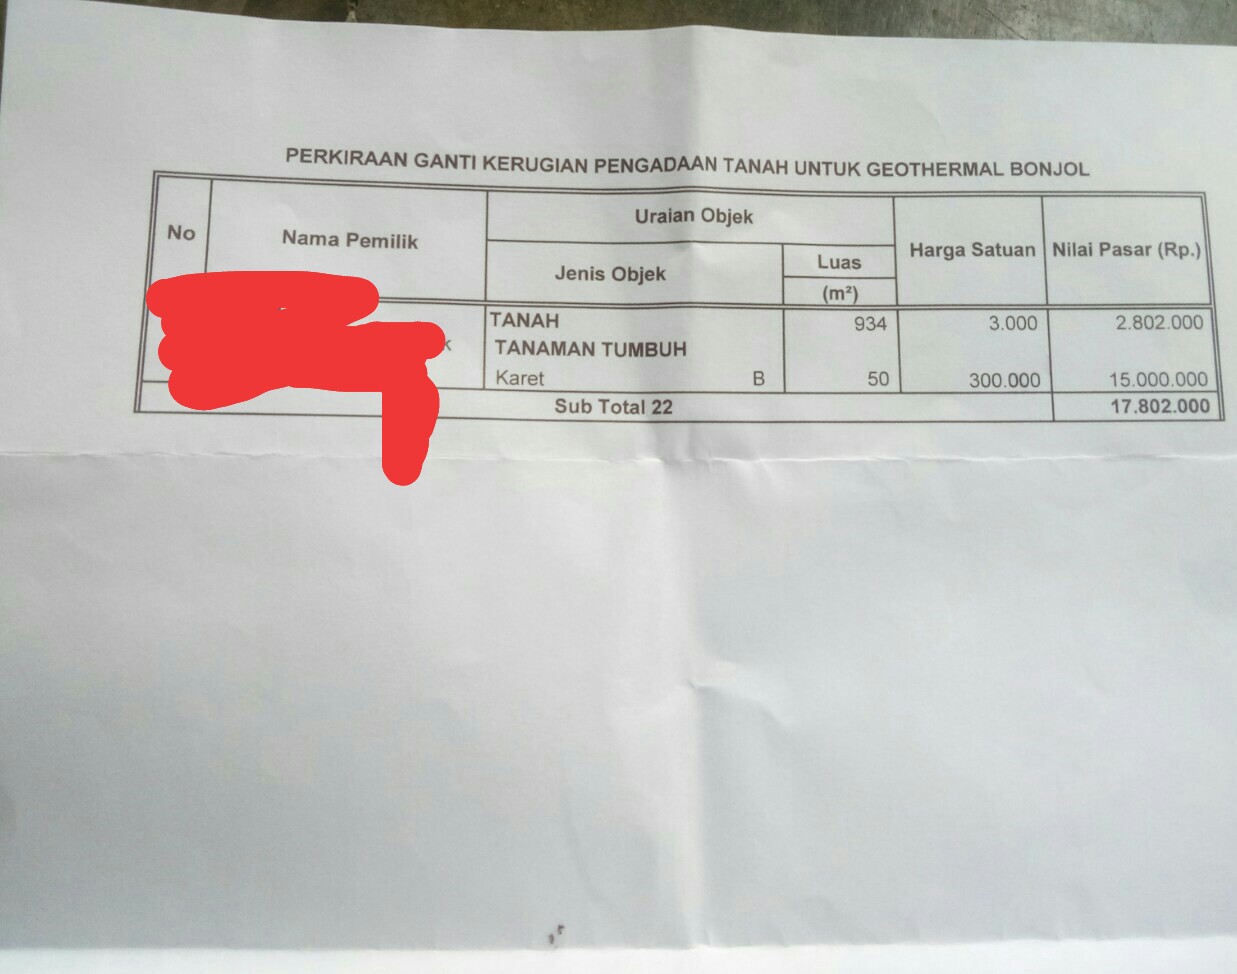 PERKIRAAN GANTI KERUGIAN PENGADAAN TANAH UNTUK GEOTHERMAL BONJOL
No Nama Pemilik Uraian Objek Harga Satuan Nilai Pasar (Rp.)
Jenis Objek Luas
(m²)
TANAH 934 3.000 2.802.000
TANAMAN TUMBUH
Karet B 50 300.000 15.000.000
Sub Total 22 17.802.000